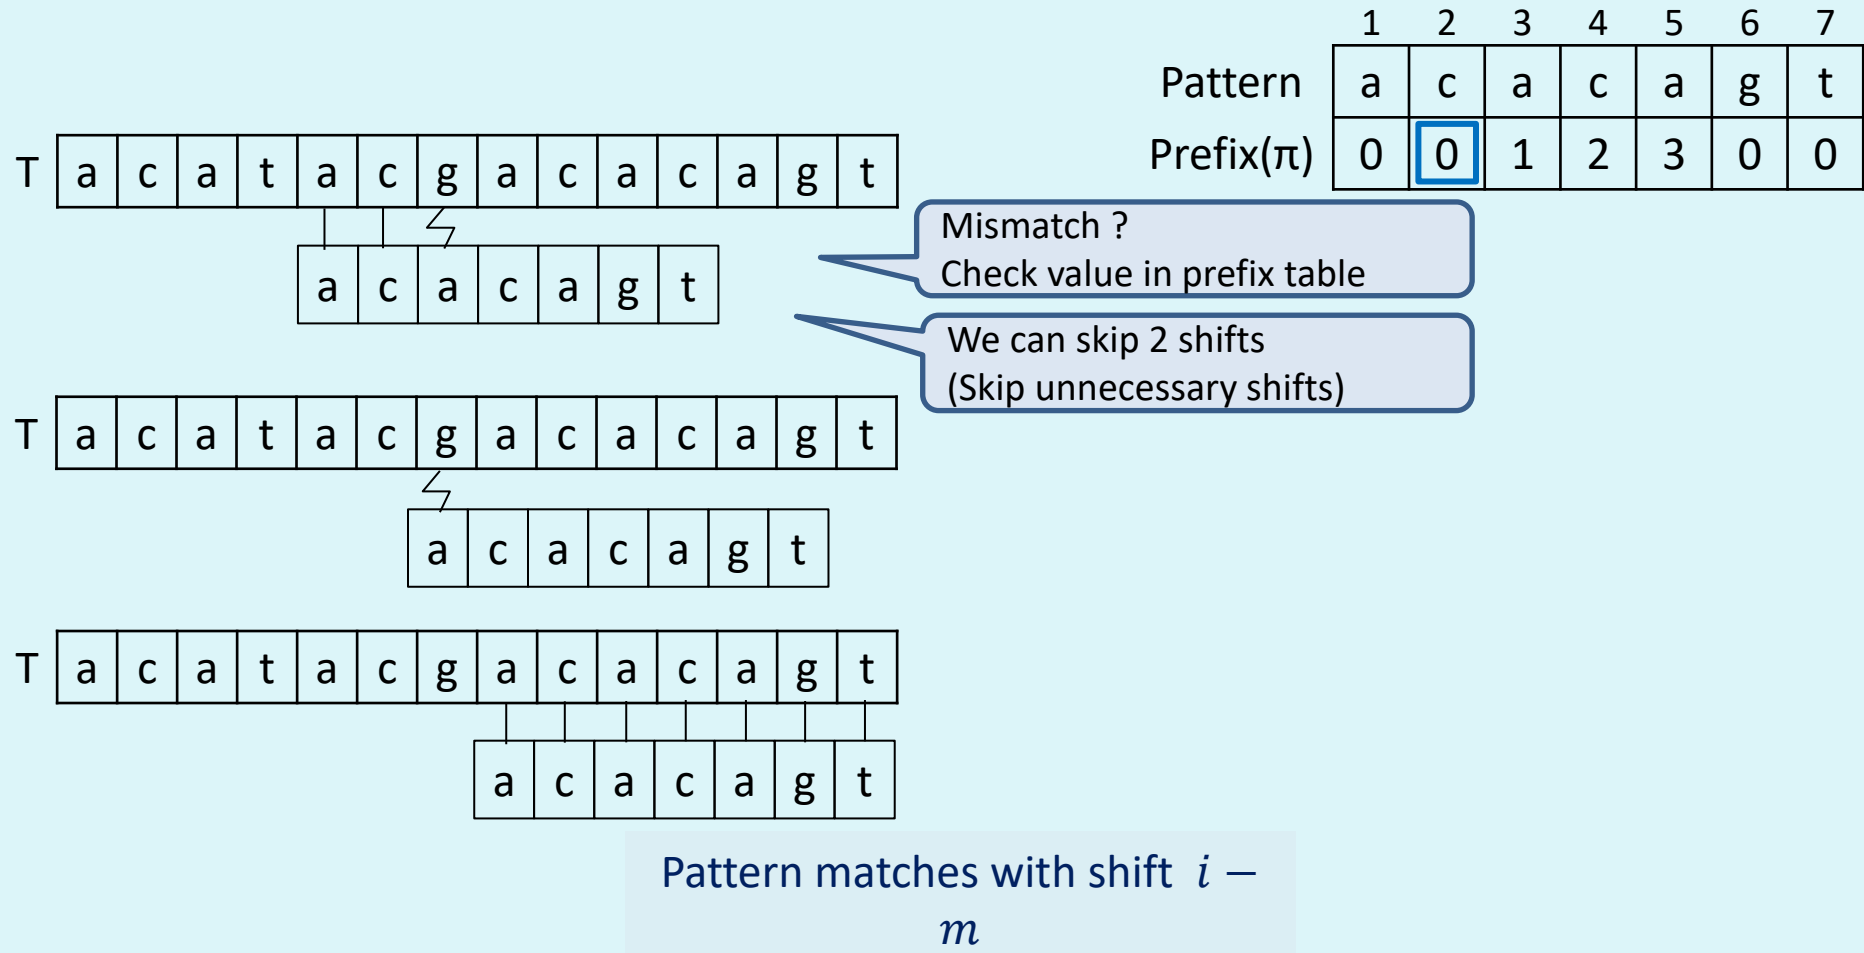 1 2 3 4 5 6 7
Pattern a c a c a g t
Prefix(π) 0 0 1 2 3 0 0
T a c a t a c g a c a c a g t
a c a c a g t
Mismatch ?
Check value in prefix table
We can skip 2 shifts
(Skip unnecessary shifts)
T a c a t a c g a c a c a g t
a c a c a g t
T a c a t a c g a c a c a g t
a c a c a g t
Pattern matches with shift i −
m